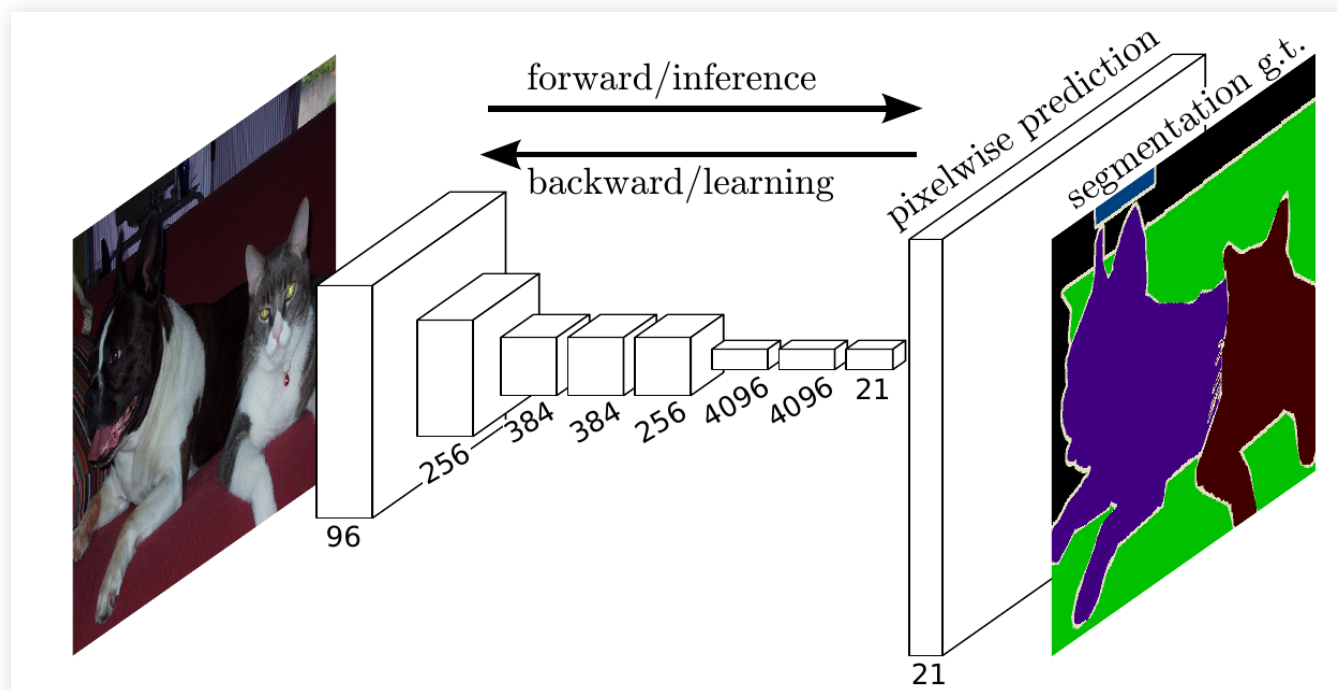 forward/inference
backward/learning
pixelwise prediction
segmentation g.t.
96
256
384
384
256
4096
4096
21
21